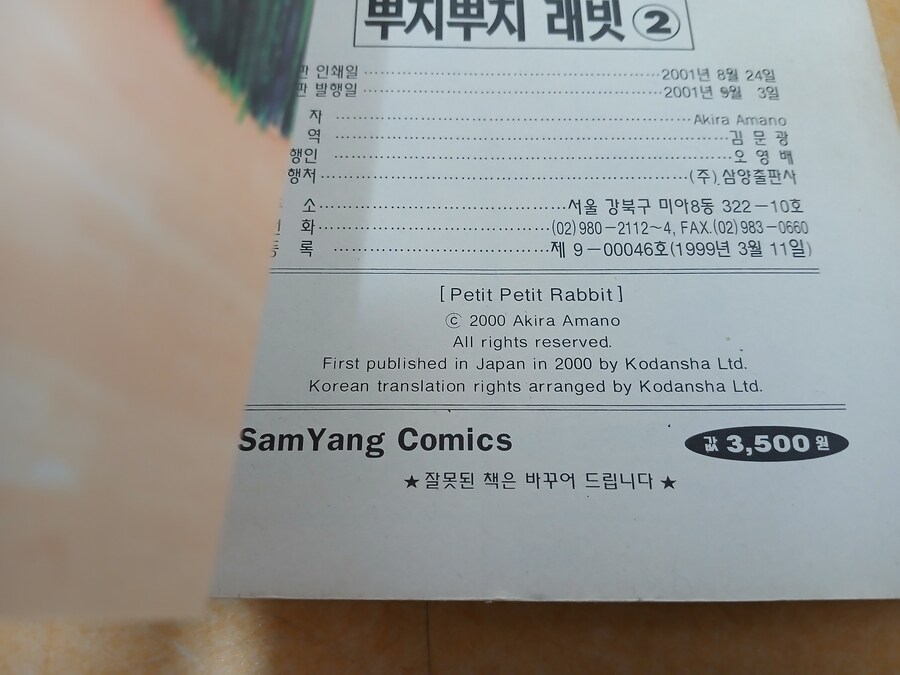 뿌지뿌지 래빗 ②
판 인쇄일 2001년 8월 24일
판 발행일 2001년 9월 3일
자 Akira Amano
역 김문광
행인 오영배
행처 (주)삼양출판사
소 서울 강북구 미아8동 322-10호
화 (02)980-2112~4, FAX.(02)983-0660
록 제 9-00046호(1999년 3월 11일)
[Petit Petit Rabbit]
ⓒ 2000 Akira Amano
All rights reserved.
First published in Japan in 2000 by Kodansha Ltd.
Korean translation rights arranged by Kodansha Ltd.
SamYang Comics
값 3,500원
★잘못된 책은 바꾸어 드립니다★